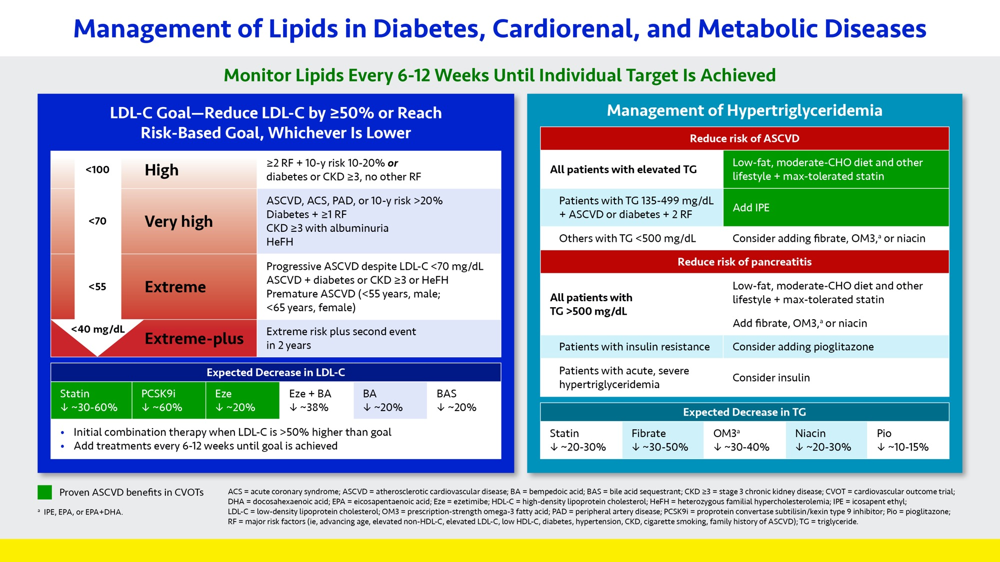 Management of Lipids in Diabetes, Cardiorenal, and Metabolic Diseases
Monitor Lipids Every 6-12 Weeks Until Individual Target Is Achieved
LDL-C Goal—Reduce LDL-C by ≥50% or Reach
Risk-Based Goal, Whichever Is Lower
<100
High
≥2 RF + 10-y risk 10-20% or
diabetes or CKD ≥3, no other RF
<70
Very high
ASCVD, ACS, PAD, or 10-y risk >20%
Diabetes + ≥1 RF
CKD ≥3 with albuminuria
HeFH
<55
Extreme
Progressive ASCVD despite LDL-C <70 mg/dL
ASCVD + diabetes or CKD ≥3 or HeFH
Premature ASCVD (<55 years, male;
<65 years, female)
<40 mg/dL
Extreme-plus
Extreme risk plus second event
in 2 years
Expected Decrease in LDL-C
Statin
↓ ~30-60%
PCSK9i
↓ ~60%
Eze
↓ ~20%
Eze + BA
↓ ~38%
BA
↓ ~20%
BAS
↓ ~20%
• Initial combination therapy when LDL-C is >50% higher than goal
• Add treatments every 6-12 weeks until goal is achieved
Management of Hypertriglyceridemia
Reduce risk of ASCVD
All patients with elevated TG
Low-fat, moderate-CHO diet and other
lifestyle + max-tolerated statin
Patients with TG 135-499 mg/dL
+ ASCVD or diabetes + 2 RF
Add IPE
Others with TG <500 mg/dL
Consider adding fibrate, OM3,ᵃ or niacin
Reduce risk of pancreatitis
All patients with
TG >500 mg/dL
Low-fat, moderate-CHO diet and other
lifestyle + max-tolerated statin
Add fibrate, OM3,ᵃ or niacin
Patients with insulin resistance
Consider adding pioglitazone
Patients with acute, severe
hypertriglyceridemia
Consider insulin
Expected Decrease in TG
Statin
↓ ~20-30%
Fibrate
↓ ~30-50%
OM3ᵃ
↓ ~30-40%
Niacin
↓ ~20-30%
Pio
↓ ~10-15%
Proven ASCVD benefits in CVOTs
ᵃ IPE, EPA, or EPA+DHA.
ACS = acute coronary syndrome; ASCVD = atherosclerotic cardiovascular disease; BA = bempedoic acid; BAS = bile acid sequestrant; CKD ≥3 = stage 3 chronic kidney disease; CVOT = cardiovascular outcome trial;
DHA = docosahexaenoic acid; EPA = eicosapentaenoic acid; Eze = ezetimibe; HDL-C = high-density lipoprotein cholesterol; HeFH = heterozygous familial hypercholesterolemia; IPE = icosapent ethyl;
LDL-C = low-density lipoprotein cholesterol; OM3 = prescription-strength omega-3 fatty acid; PAD = peripheral artery disease; PCSK9i = proprotein convertase subtilisin/kexin type 9 inhibitor; Pio = pioglitazone;
RF = major risk factors (ie, advancing age, elevated non-HDL-C, elevated LDL-C, low HDL-C, diabetes, hypertension, CKD, cigarette smoking, family history of ASCVD); TG = triglyceride.